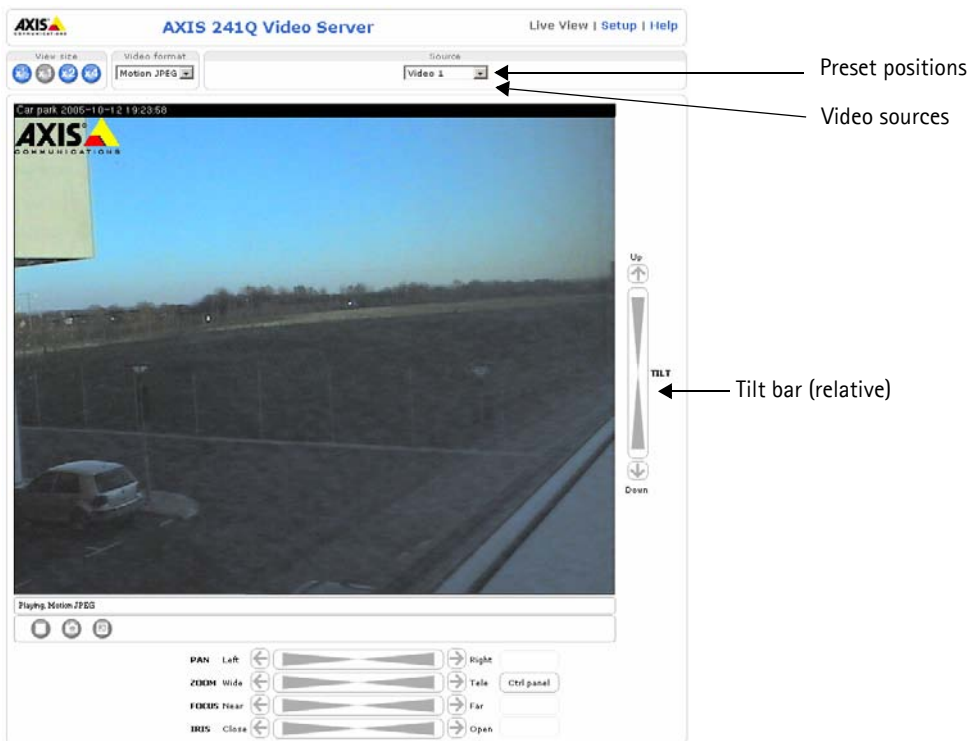 AXIS
COMMUNICATIONS
AXIS 241Q Video Server
Live View | Setup | Help
View size
Video format
Source
Motion JPEG
Video 1
Preset positions
Video sources
Car park 2005-10-12 19:23:58
AXIS
COMMUNICATIONS
Up
TILT
Tilt bar (relative)
Down
Playing, Motion JPEG
PAN Left Right
ZOOM Wide Tele Ctrl panel
FOCUS Near Far
IRIS Close Open